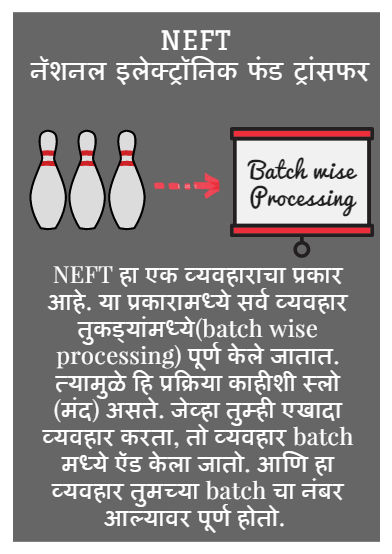 NEFT
नॅशनल इलेक्ट्रॉनिक फंड ट्रांसफर
Batch wise
Processing
NEFT हा एक व्यवहाराचा प्रकार
आहे. या प्रकारामध्ये सर्व व्यवहार
तुकड्यांमध्ये(batch wise
processing) पूर्ण केले जातात.
त्यामुळे हि प्रक्रिया काहीशी स्लो
(मंद) असते. जेव्हा तुम्ही एखादा
व्यवहार करता, तो व्यवहार batch
मध्ये ऍड केला जातो. आणि हा
व्यवहार तुमच्या batch चा नंबर
आल्यावर पूर्ण होतो.